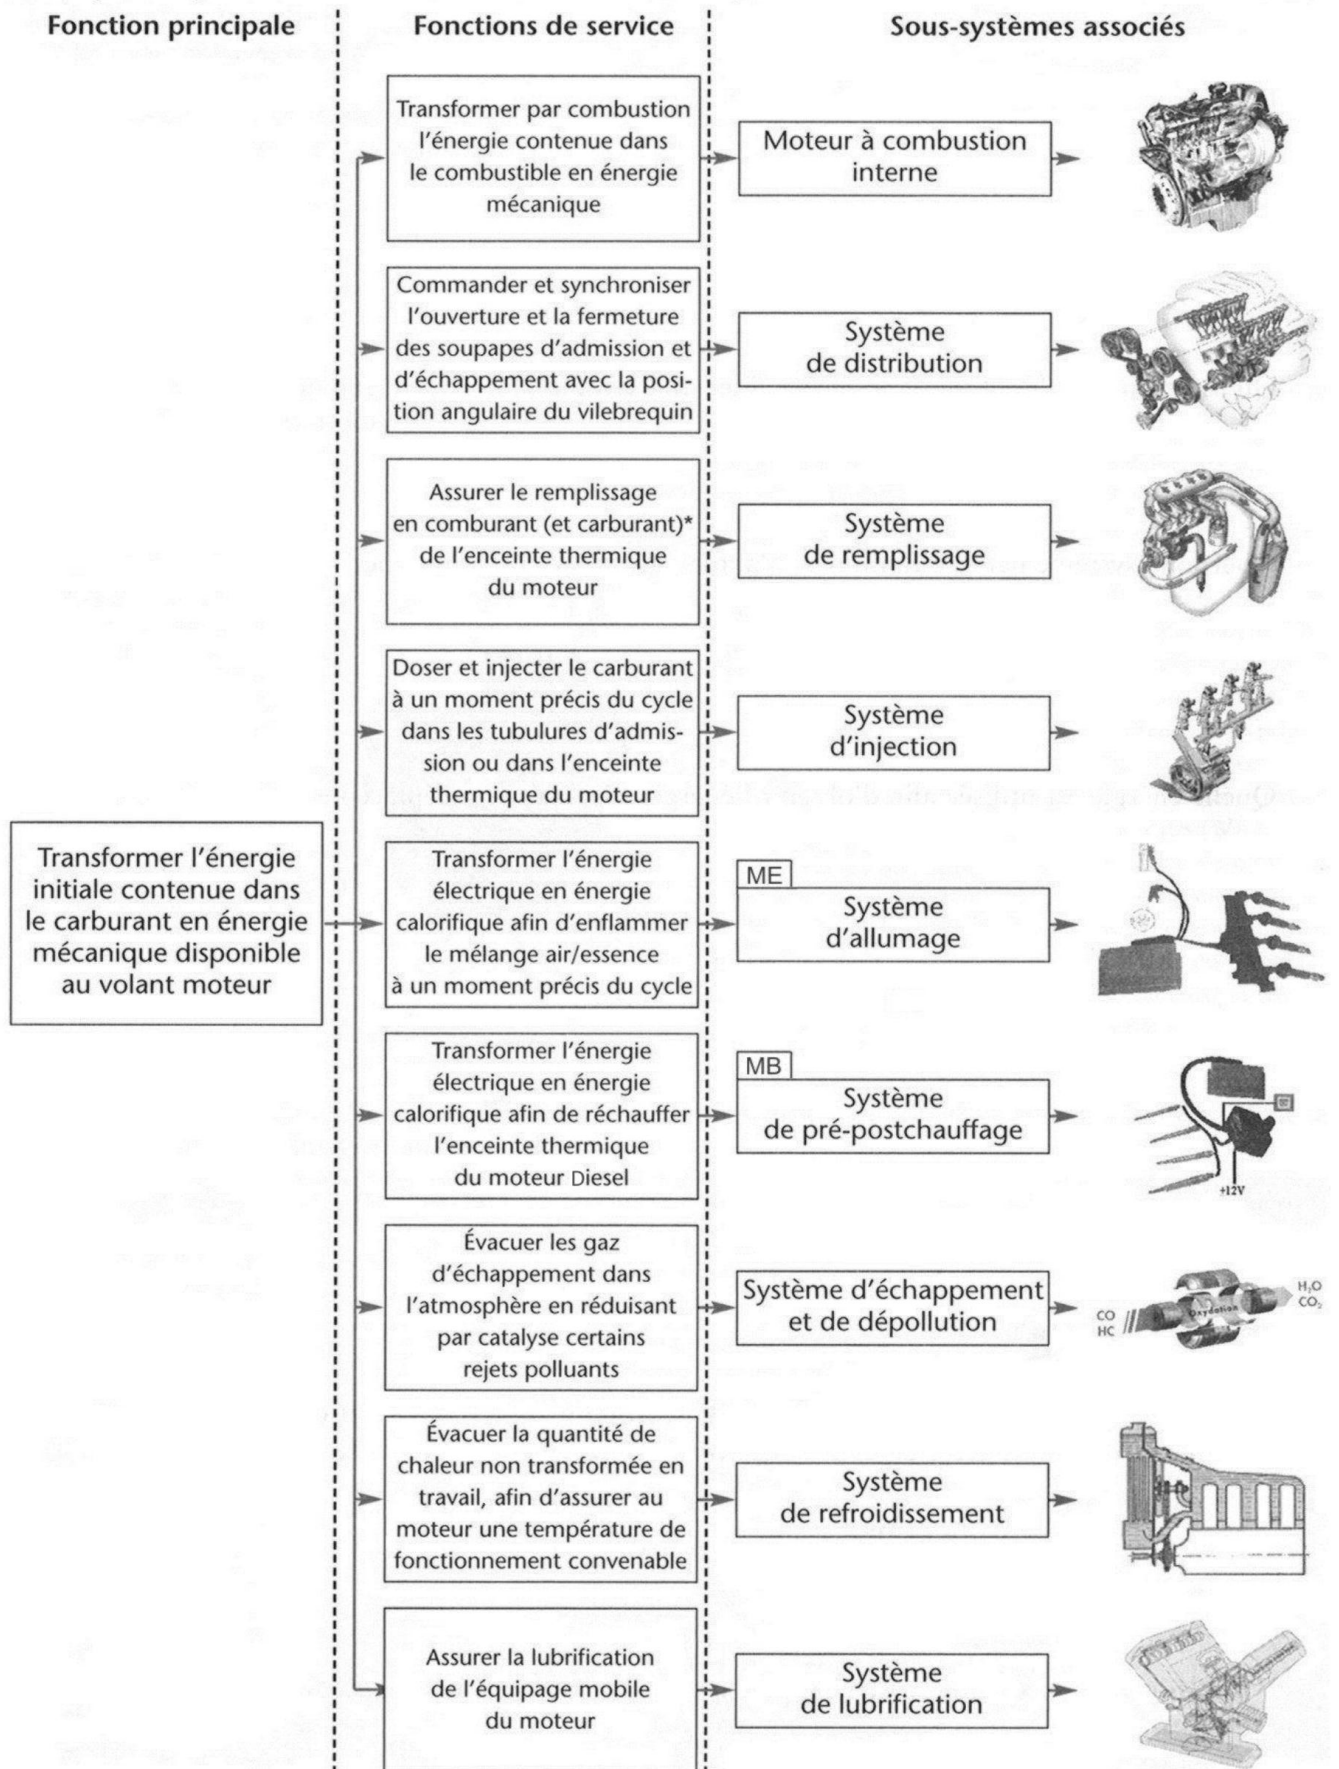 Fonction principale
Fonctions de service
Sous-systèmes associés
Transformer l'énergie
initiale contenue dans
le carburant en énergie
mécanique disponible
au volant moteur
Transformer par combustion
l'énergie contenue dans
le combustible en énergie
mécanique
Moteur à combustion
interne
Commander et synchroniser
l'ouverture et la fermeture
des soupapes d'admission et
d'échappement avec la posi-
tion angulaire du vilebrequin
Système
de distribution
Assurer le remplissage
en comburant (et carburant)*
de l'enceinte thermique
du moteur
Système
de remplissage
Doser et injecter le carburant
à un moment précis du cycle
dans les tubulures d'admis-
sion ou dans l'enceinte
thermique du moteur
Système
d'injection
Transformer l'énergie
électrique en énergie
calorifique afin d'enflammer
le mélange air/essence
à un moment précis du cycle
ME
Système
d'allumage
Transformer l'énergie
électrique en énergie
calorifique afin de réchauffer
l'enceinte thermique
du moteur Diesel
MB
Système
de pré-postchauffage
+12V
Évacuer les gaz
d'échappement dans
l'atmosphère en réduisant
par catalyse certains
rejets polluants
Système d'échappement
et de dépollution
CO
HC
Oxydation
H₂O
CO₂
Évacuer la quantité de
chaleur non transformée en
travail, afin d'assurer au
moteur une température de
fonctionnement convenable
Système
de refroidissement
Assurer la lubrification
de l'équipage mobile
du moteur
Système
de lubrification